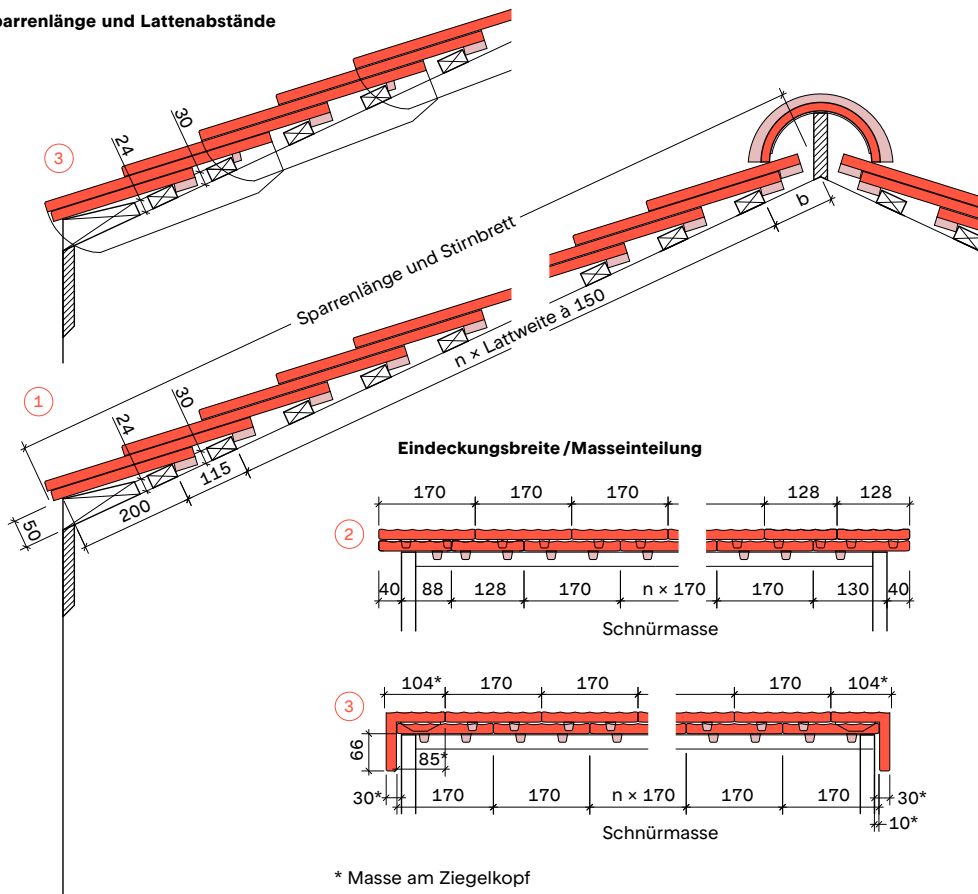 parrenlänge und Lattenabstände
3
24
30
Sparrenlänge und Stirnbrett
b
n × Lattweite à 150
1
24
30
50
200
115
Eindeckungsbreite/Masseinteilung
170 170 170 128 128
2
40 88 128 170 n × 170 170 130 40
Schnürmasse
104* 170 170 170 104*
3
66
85*
30* 170 170 n × 170 170 170 30*
10*
Schnürmasse
* Masse am Ziegelkopf